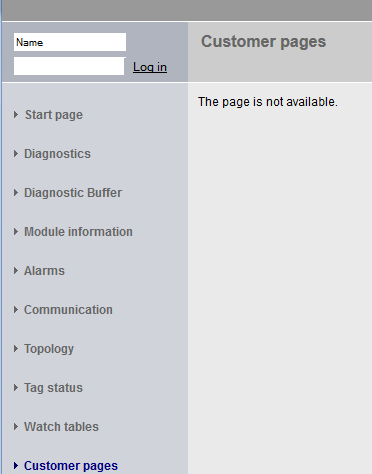 Name
Log in
Customer pages
The page is not available.
Start page
Diagnostics
Diagnostic Buffer
Module information
Alarms
Communication
Topology
Tag status
Watch tables
Customer pages